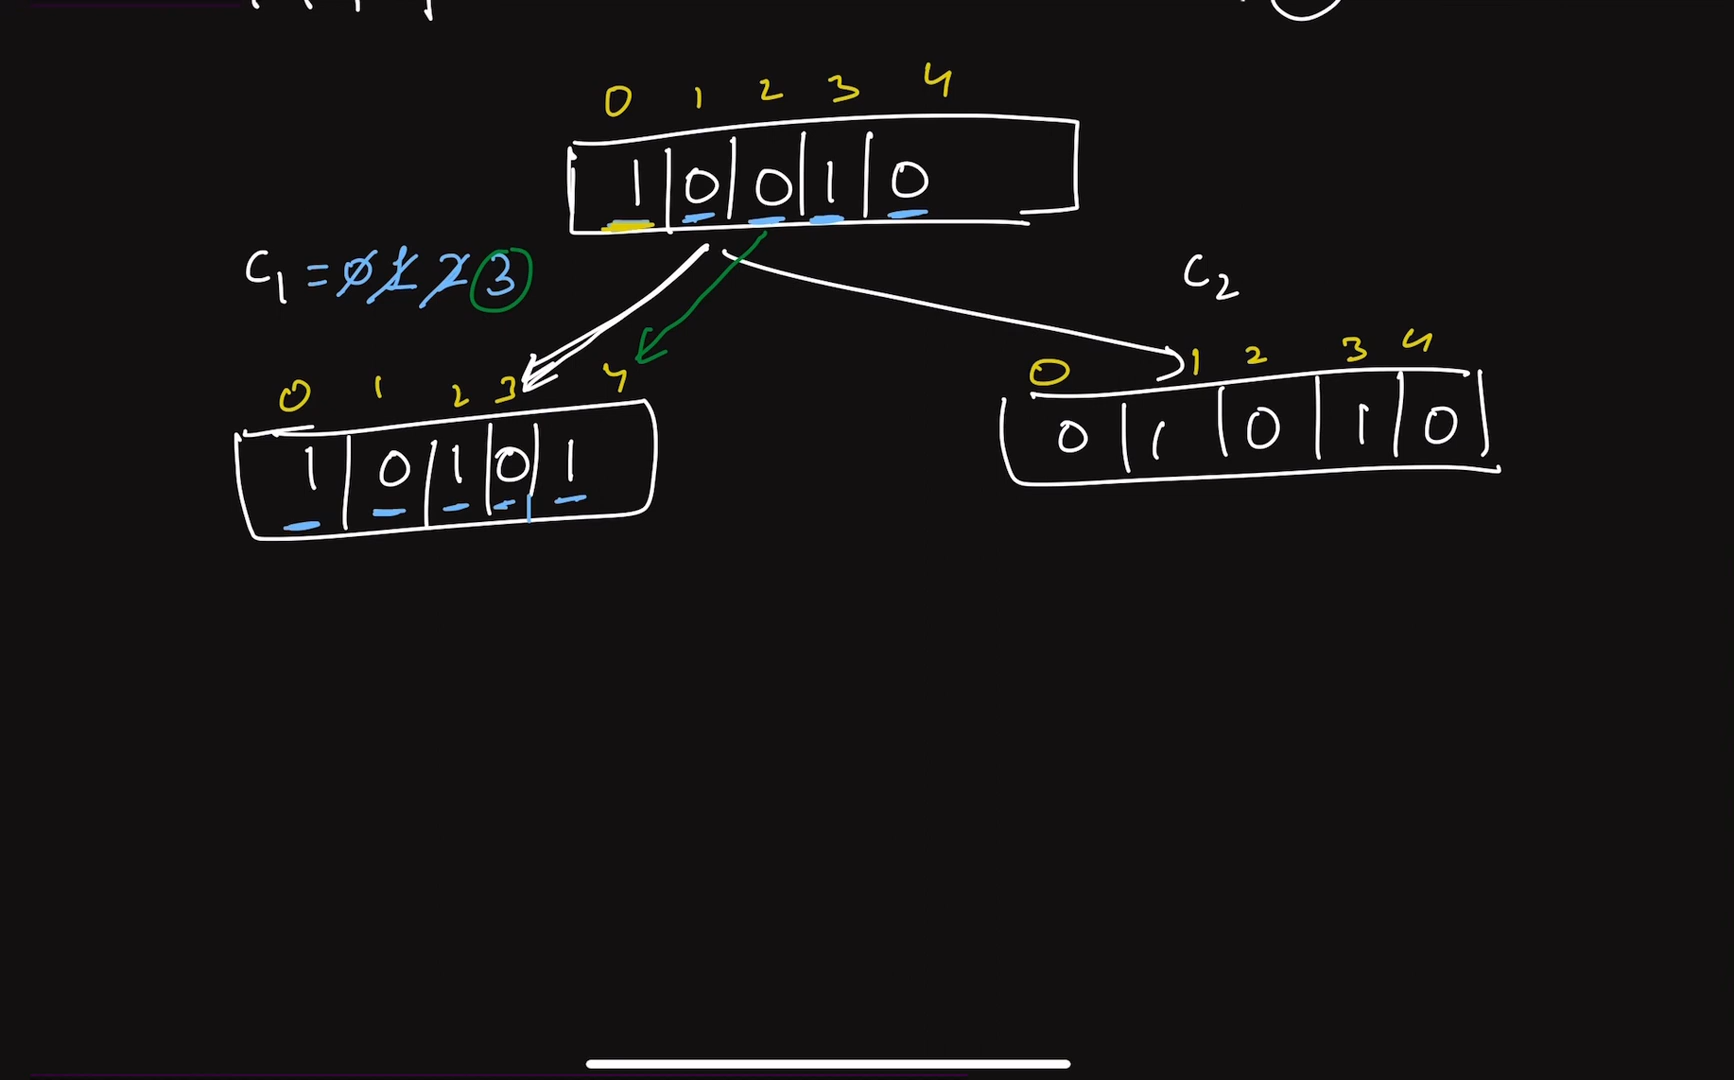 0 1 2 3 4
1 0 0 1 0
C1 = 0 1 2 3
C2
0 1 2 3 4
1 0 1 0 1
0 1 2 3 4
0 1 0 1 0